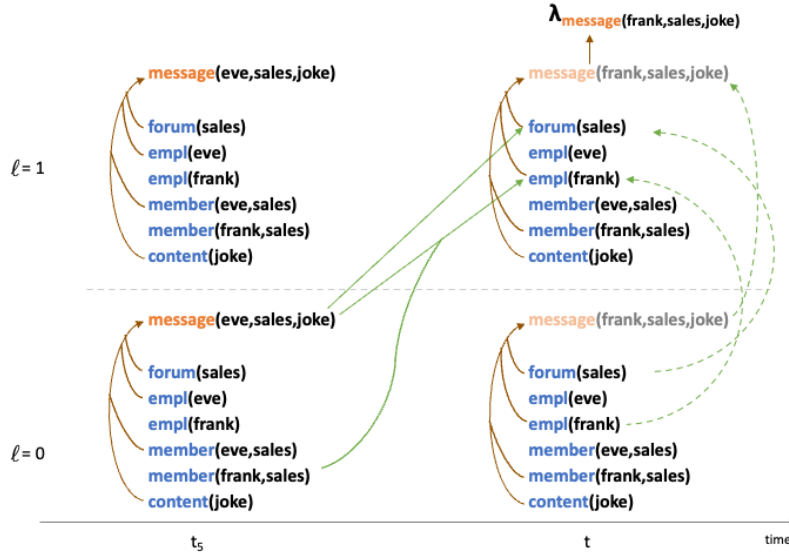 λmessage(frank,sales,joke)
message(eve,sales,joke)
message(frank,sales,joke)
forum(sales)
forum(sales)
empl(eve)
empl(eve)
ℓ = 1
empl(frank)
empl(frank)
member(eve,sales)
member(eve,sales)
member(frank,sales)
member(frank,sales)
content(joke)
content(joke)
message(eve,sales,joke)
message(frank,sales,joke)
forum(sales)
forum(sales)
empl(eve)
empl(eve)
empl(frank)
empl(frank)
ℓ = 0
member(eve,sales)
member(eve,sales)
member(frank,sales)
member(frank,sales)
content(joke)
content(joke)
t5
t
time